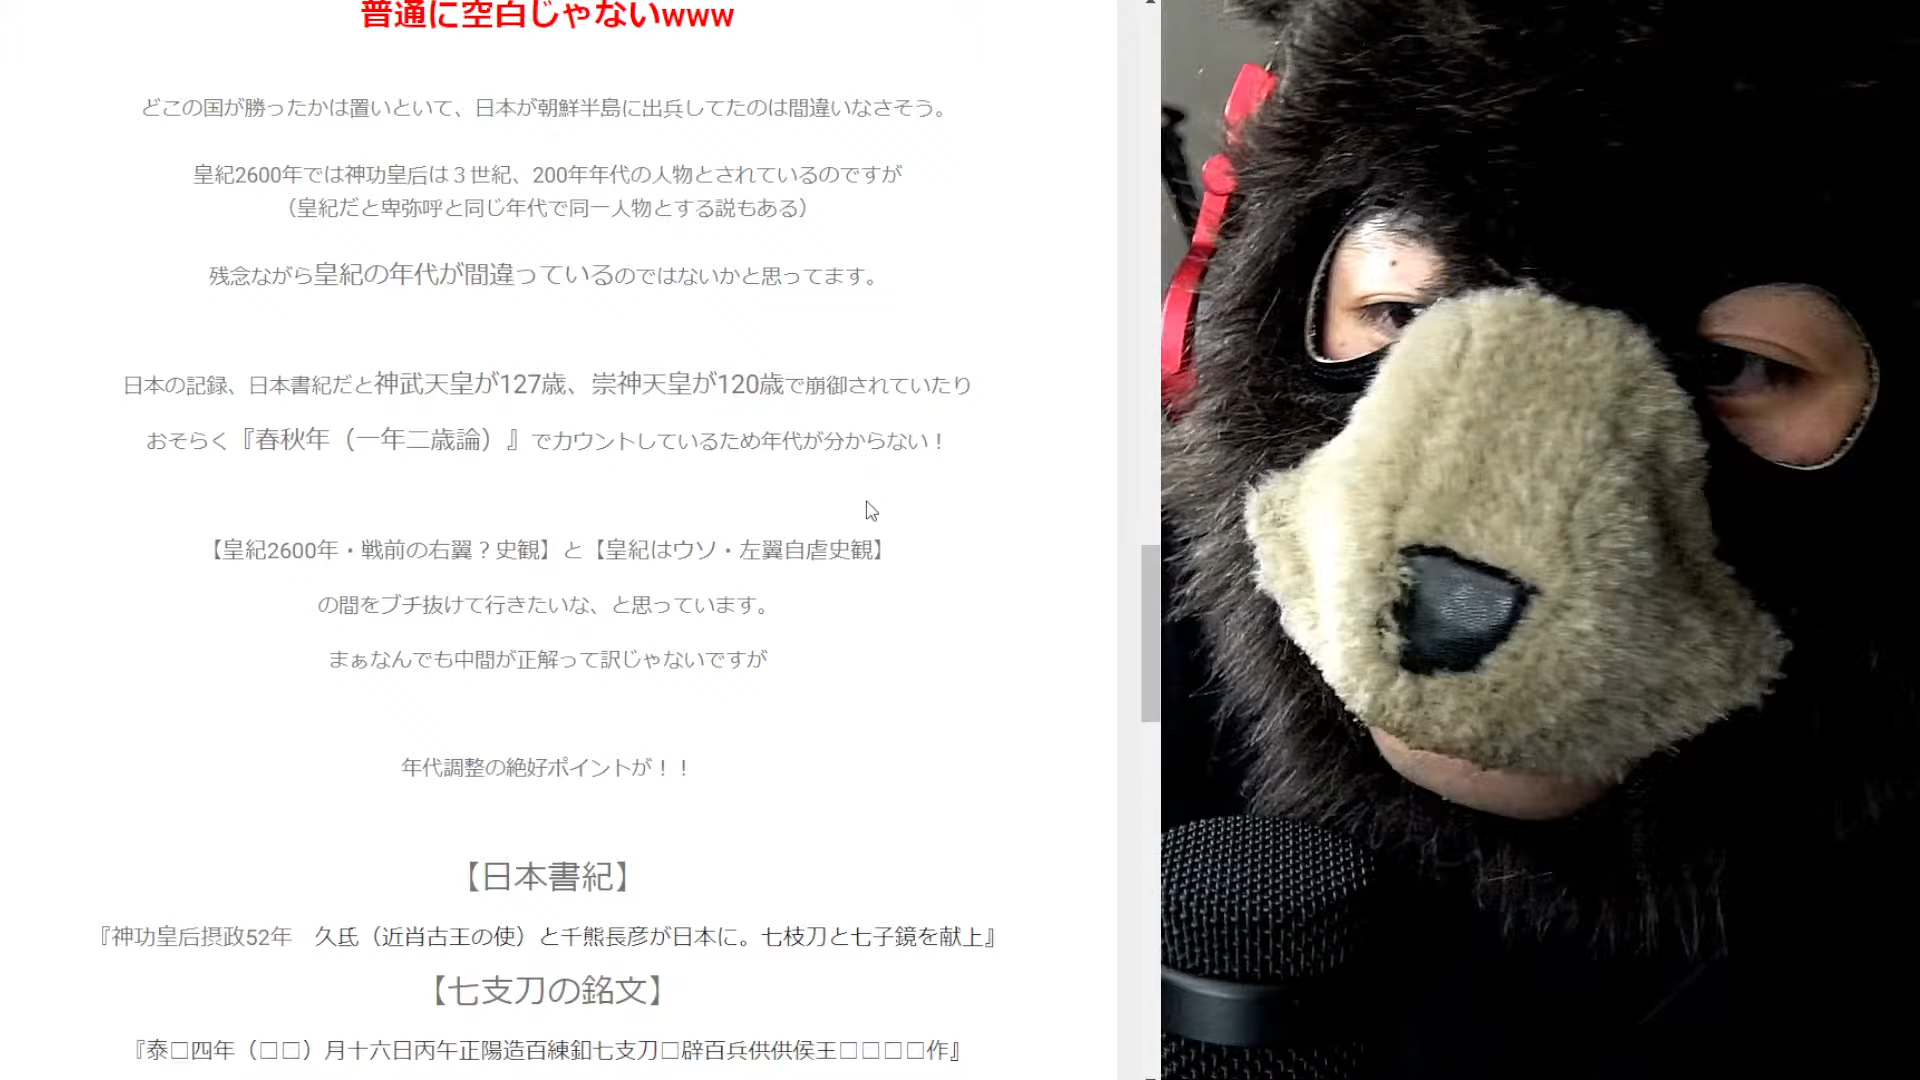 普通に空白じゃないwww
どこの国が勝ったかは置いといて、日本が朝鮮半島に出兵してたのは間違いなさそう。
皇紀2600年では神功皇后は３世紀、200年年代の人物とされているのですが
（皇紀だと卑弥呼と同じ年代で同一人物とする説もある）
残念ながら皇紀の年代が間違っているのではないかと思ってます。
日本の記録、日本書紀だと神武天皇が127歳、崇神天皇が120歳で崩御されていたり
おそらく『春秋年（一年二歳論）』でカウントしているため年代が分からない！
【皇紀2600年・戦前の右翼？史観】と【皇紀はウソ・左翼自虐史観】
の間をブチ抜けて行きたいな、と思っています。
まぁなんでも中間が正解って訳じゃないですが
年代調整の絶好ポイントが！！
【日本書紀】
『神功皇后摂政52年　久氐（近肖古王の使）と千熊長彦が日本に。七枝刀と七子鏡を献上』
【七支刀の銘文】
『泰□四年（□□）月十六日丙午正陽造百練釦七支刀□辟百兵供供侯王□□□□作』